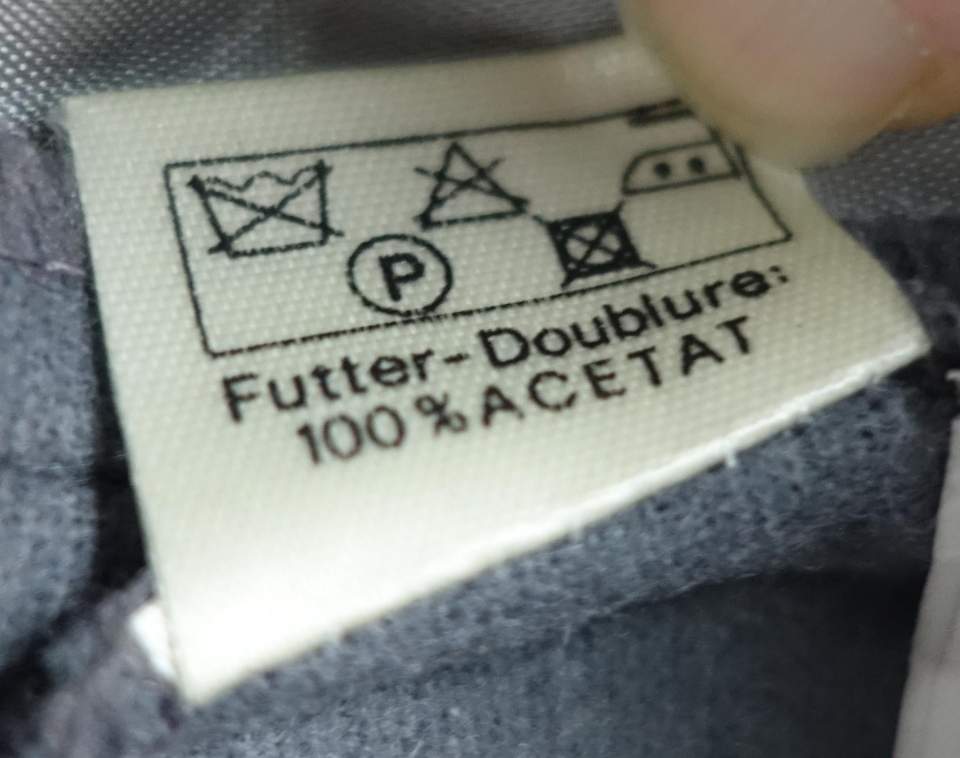 P
Futter-Doublure:
100% ACETAT